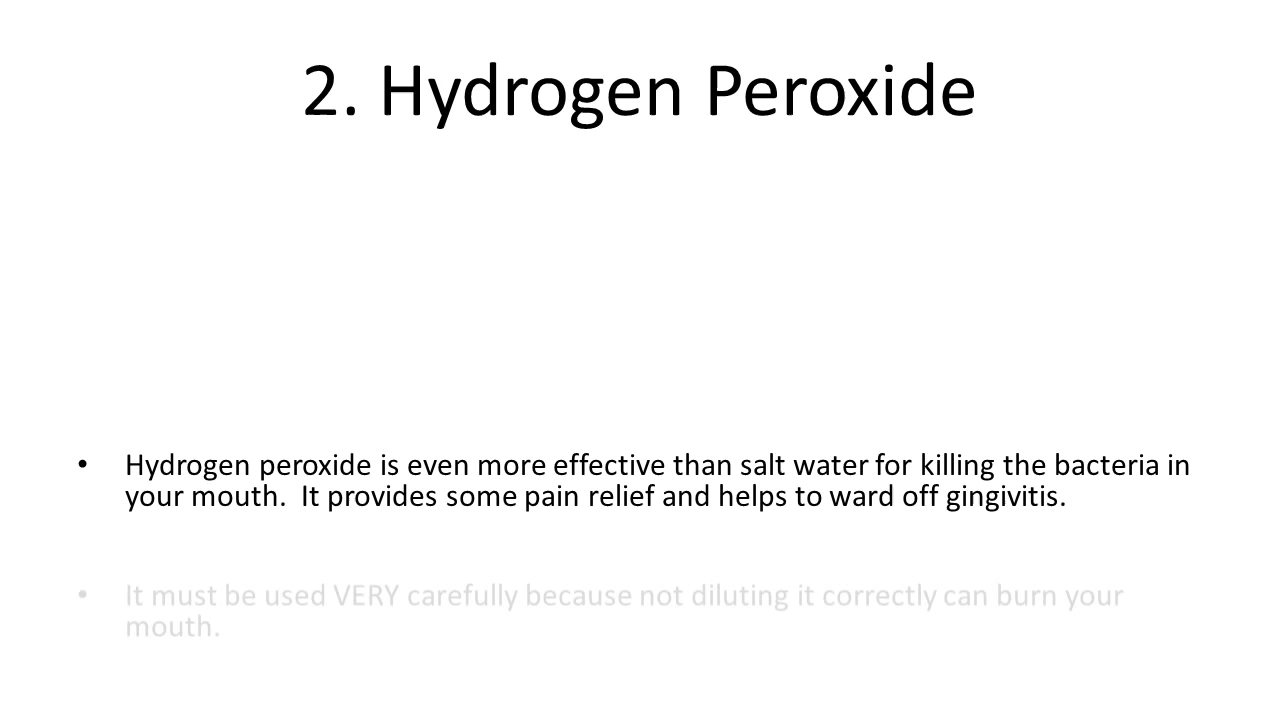 2. Hydrogen Peroxide
• Hydrogen peroxide is even more effective than salt water for killing the bacteria in
your mouth.  It provides some pain relief and helps to ward off gingivitis.
• It must be used VERY carefully because not diluting it correctly can burn your
mouth.